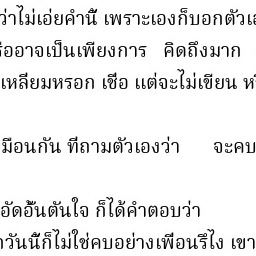 ว่าไม่เอ่ยคำนี้ เพราะเองก็บอกตัวเ
อาจเป็นเพียงการ คิดถึงมาก
เหลียมหรอก เชื่อ แต่จะไม่เขียน
มือนกัน ที่ถามตัวเองว่า จะคบ
อัดอั้นตันใจ ก็ได้คำตอบว่า
วันนี้ก็ไม่ใช่คบอย่างเพื่อนรึไง เขา